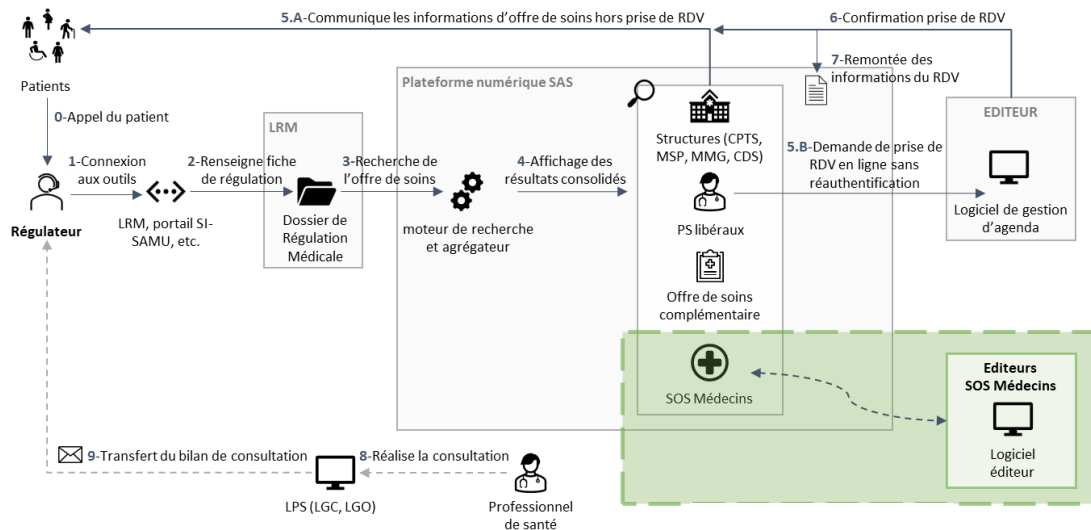 5.A-Communique les informations d'offre de soins hors prise de RDV
6-Confirmation prise de RDV
Patients
Plateforme numérique SAS
7-Remontée des
informations du RDV
0-Appel du patient
LRM
EDITEUR
1-Connexion
aux outils
2-Renseigne fiche
de régulation
3-Recherche de
l'offre de soins
4-Affichage des
résultats consolidés
Structures (CPTS,
MSP, MMG, CDS)
5.B-Demande de prise de
RDV en ligne sans
réauthentification
Régulateur
LRM, portail SI-
SAMU, etc.
Dossier de
Régulation
Médicale
moteur de recherche
et agrégateur
PS libéraux
Logiciel de gestion
d'agenda
Offre de soins
complémentaire
SOS Médecins
Editeurs
SOS Médecins
Logiciel
éditeur
9-Transfert du bilan de consultation
8-Réalise la consultation
LPS (LGC, LGO)
Professionnel
de santé